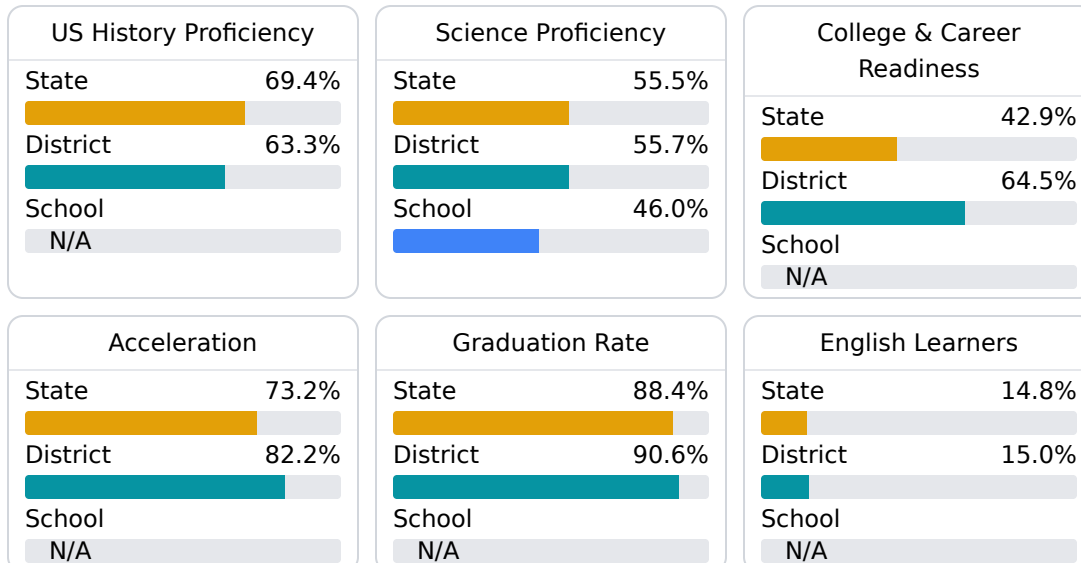 US History Proficiency
State 69.4%
District 63.3%
School
N/A
Science Proficiency
State 55.5%
District 55.7%
School 46.0%
College & Career
Readiness
State 42.9%
District 64.5%
School
N/A
Acceleration
State 73.2%
District 82.2%
School
N/A
Graduation Rate
State 88.4%
District 90.6%
School
N/A
English Learners
State 14.8%
District 15.0%
School
N/A